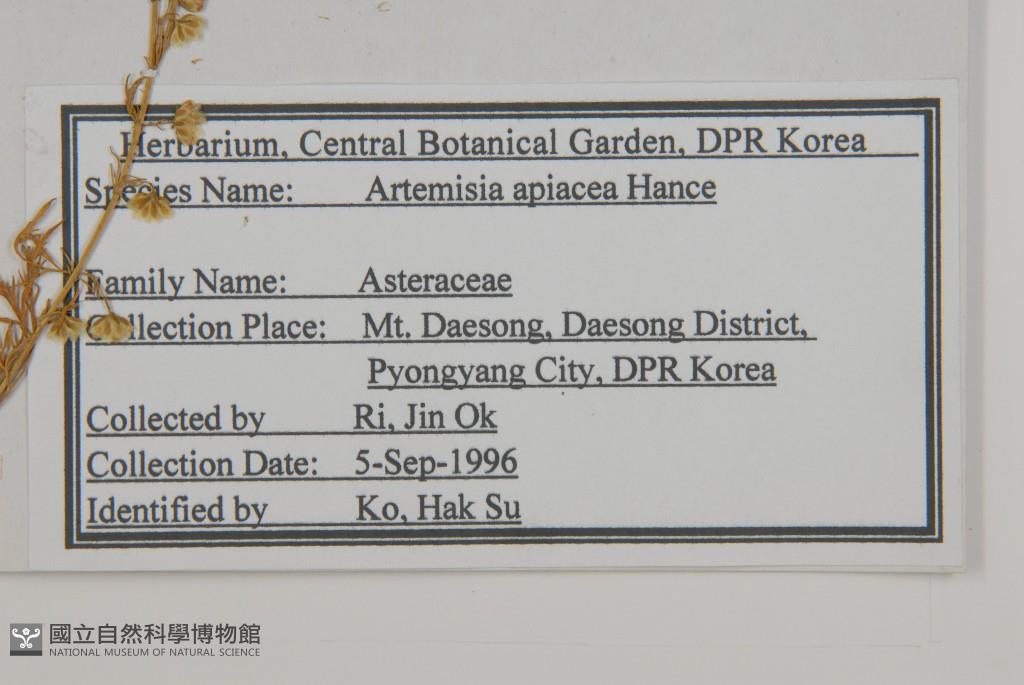 Herbarium, Central Botanical Garden, DPR Korea
Species Name: Artemisia apiacea Hance
Family Name: Asteraceae
Collection Place: Mt. Daesong, Daesong District,
Pyongyang City, DPR Korea
Collected by Ri, Jin Ok
Collection Date: 5-Sep-1996
Identified by Ko, Hak Su
國立自然科學博物館
NATIONAL MUSEUM OF NATURAL SCIENCE